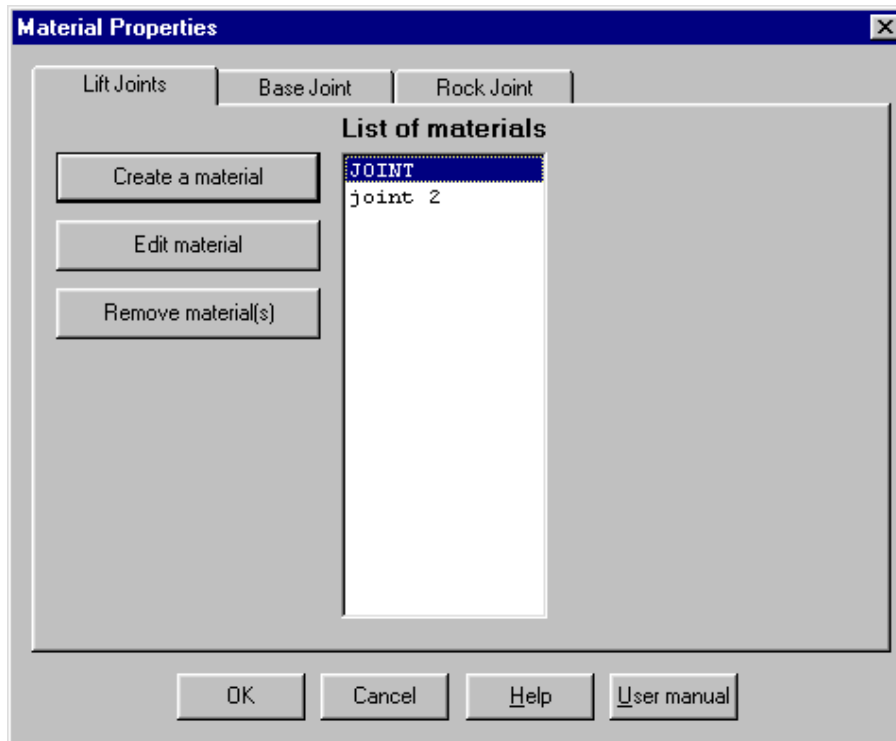 Material Properties
Lift Joints
Base Joint
Rock Joint
List of materials
Create a material
Edit material
Remove material(s)
JOINT
joint 2
OK
Cancel
Help
User manual